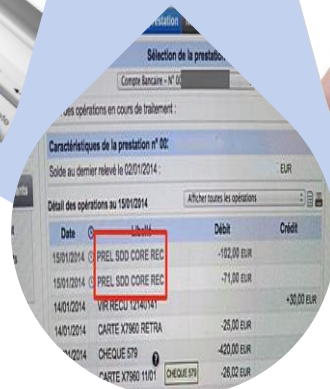 Sélection de la prestation
Compte Bancaire - N° 00
des opérations en cours de traitement :
Caractéristiques de la prestation n° 00
Solde au dernier relevé le 02/01/2014 : EUR
Détail des opérations au 15/01/2014 Afficher toutes les opérations
Date Libellé Débit Crédit
15/01/2014 PREL SDD CORE REC -102,00 EUR
15/01/2014 PREL SDD CORE REC -71,00 EUR
14/01/2014 VIR RECU 12140141 +30,00 EUR
14/01/2014 CARTE X7960 RETRA -25,00 EUR
/2014 CHEQUE 579 -420,00 EUR
CARTE X7960 11/01 CHEQUE 579 -26,02 EUR